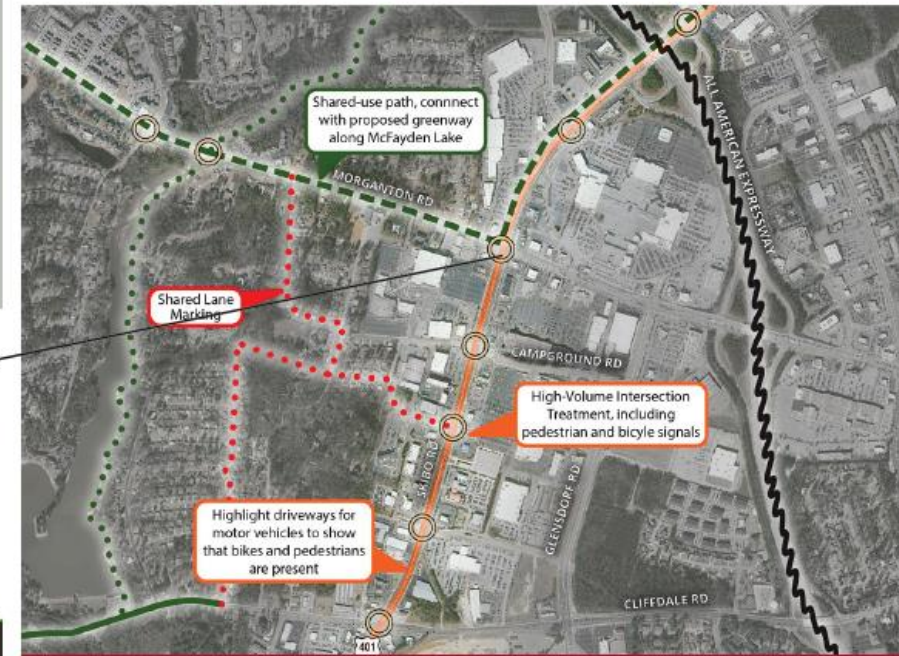 Shared-use path, connnect
with proposed greenway
along McFayden Lake
MORGANTON RD
ALL AMERICAN EXPRESSWAY
Shared Lane
Marking
CAMPGROUND RD
High-Volume Intersection
Treatment, including
pedestrian and bicycle signals
SKIBO RD
GLENSDORF RD
Highlight driveways for
motor vehicles to show
that bikes and pedestrians
are present
CLIFFDALE RD
401